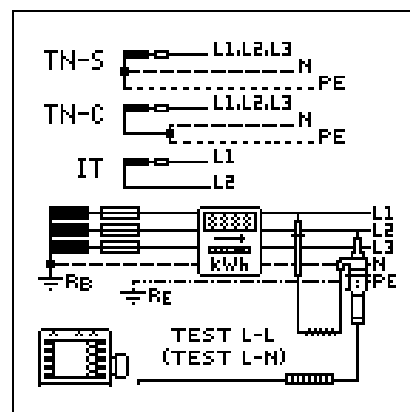 TN-S L1,L2,L3
N
PE
TN-C L1,L2,L3
N
PE
IT L1
L2
8888
kWh
L1
L2
L3
N
PE
RB
RE
TEST L-L
(TEST L-N)